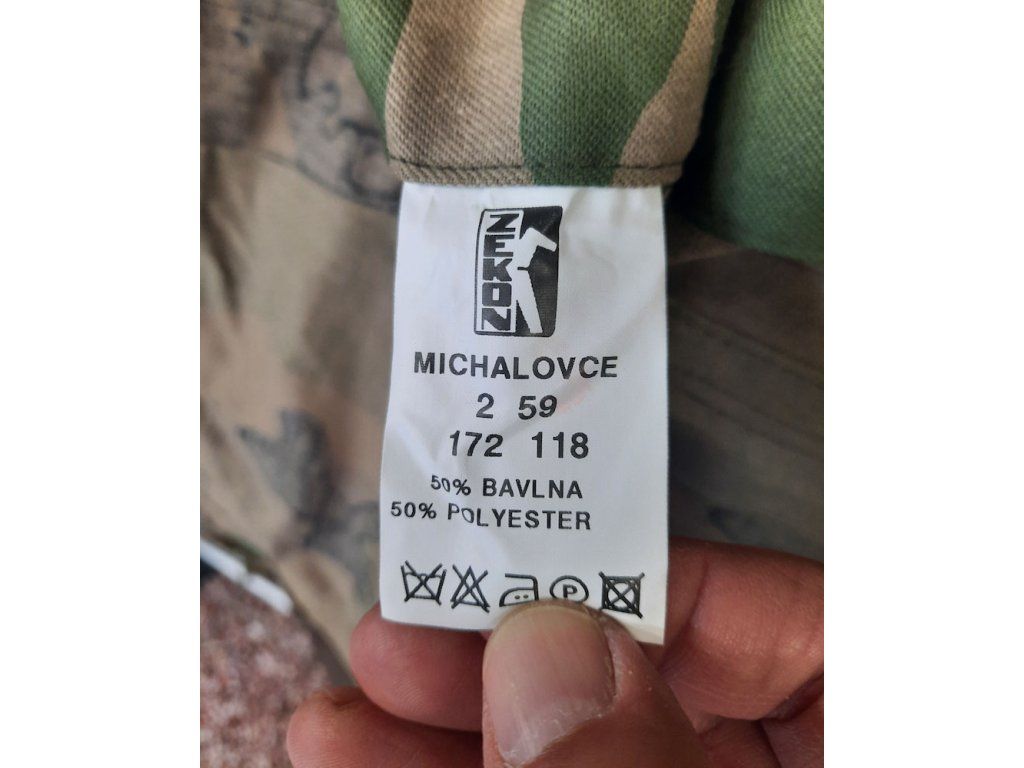 ZEKON
MICHALOVCE
2 59
172 118
50% BAVLNA
50% POLYESTER
P